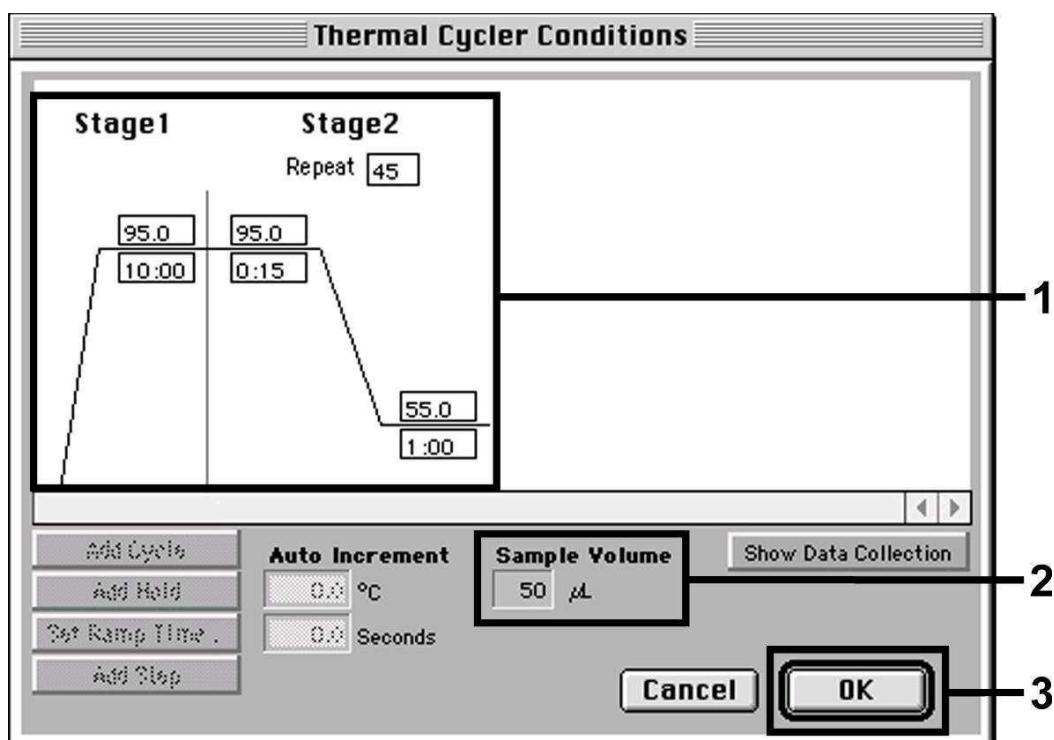 Thermal Cycler Conditions
Stage1 Stage2
Repeat 45
95.0 95.0
10:00 0:15
1
55.0
1:00
Add Cycle
Add Hold
Set Ramp Time .
Add Step
Auto Increment
0.0 °C
0.0 Seconds
Sample Volume
50 µL
Show Data Collection
2
Cancel OK
3